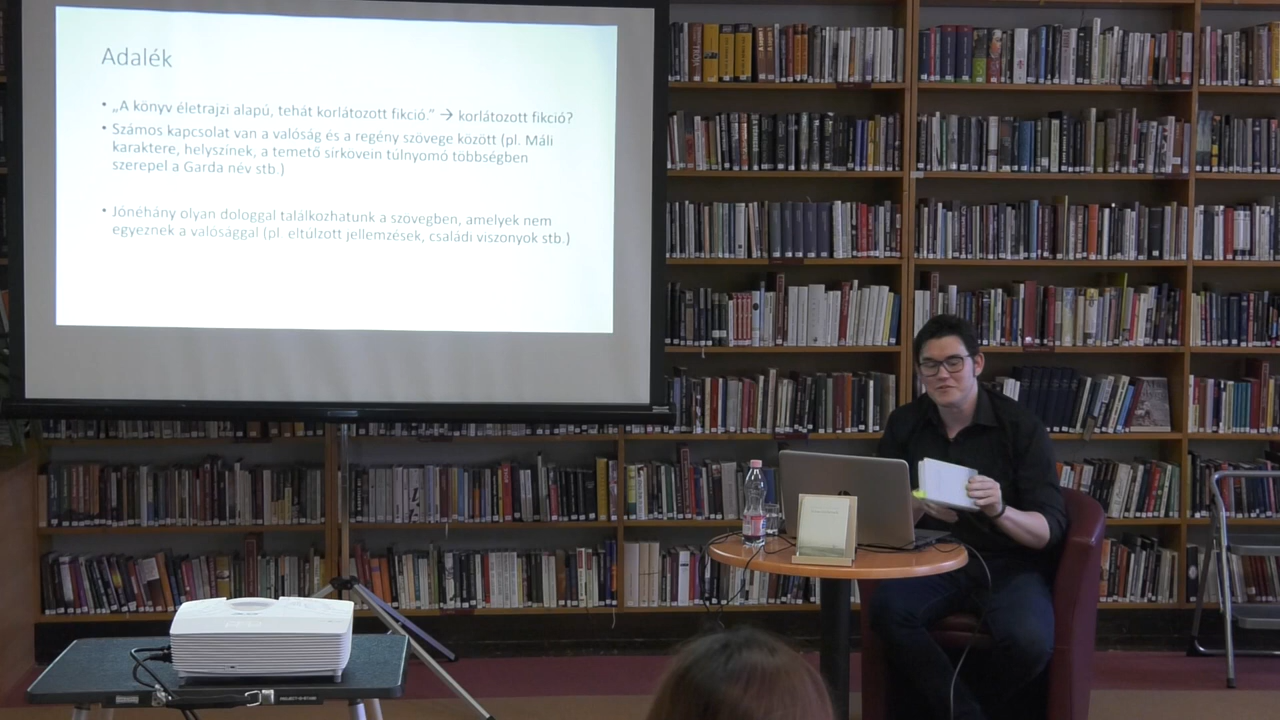 Adalék
• „A könyv életrajzi alapú, tehát korlátozott fikció.” → korlátozott fikció?
• Számos kapcsolat van a valóság és a regény szövege között (pl. Máli
karaktere, helyszínek, a temető sírkövein túlnyomó többségben
szerepel a Garda név stb.)
• Jónéhány olyan dologgal találkozhatunk a szövegben, amelyek nem
egyeznek a valósággal (pl. eltúlzott jellemzések, családi viszonyok stb.)